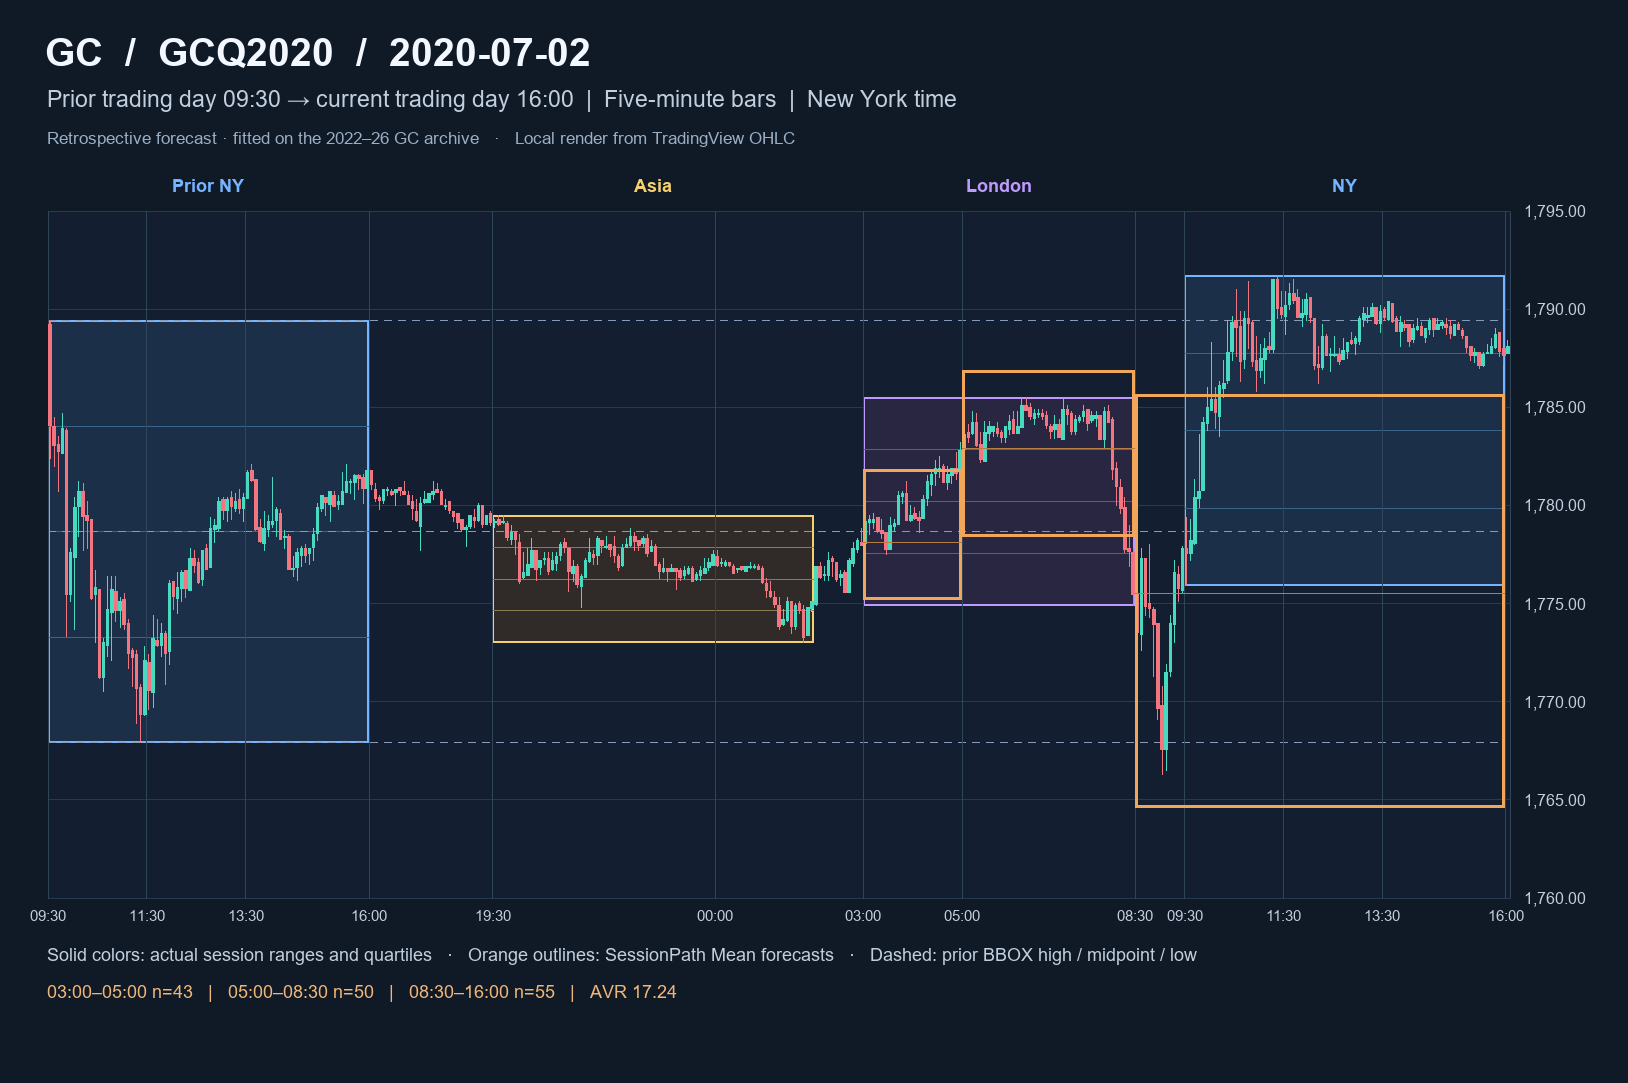 GC / GCQ2020 / 2020-07-02
Prior trading day 09:30 → current trading day 16:00 | Five-minute bars | New York time
Retrospective forecast · fitted on the 2022–26 GC archive · Local render from TradingView OHLC
Prior NY Asia London NY
1,795.00
1,790.00
1,785.00
1,780.00
1,775.00
1,770.00
1,765.00
1,760.00
09:30 11:30 13:30 16:00 19:30 00:00 03:00 05:00 08:30 09:30 11:30 13:30 16:00
Solid colors: actual session ranges and quartiles · Orange outlines: SessionPath Mean forecasts · Dashed: prior BBOX high / midpoint / low
03:00–05:00 n=43 | 05:00–08:30 n=50 | 08:30–16:00 n=55 | AVR 17.24